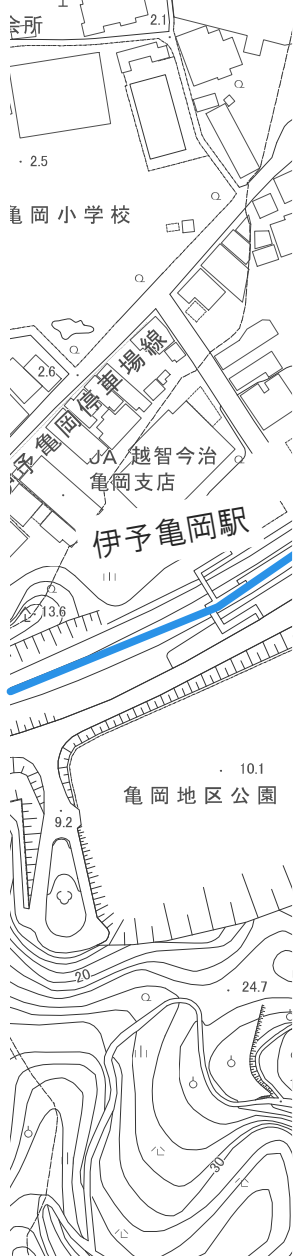 会所
2.1
2.5
亀岡小学校
2.6
予亀岡停車場線
JA 越智今治
亀岡支店
伊予亀岡駅
13.6
10.1
亀岡地区公園
9.2
20
24.7
30